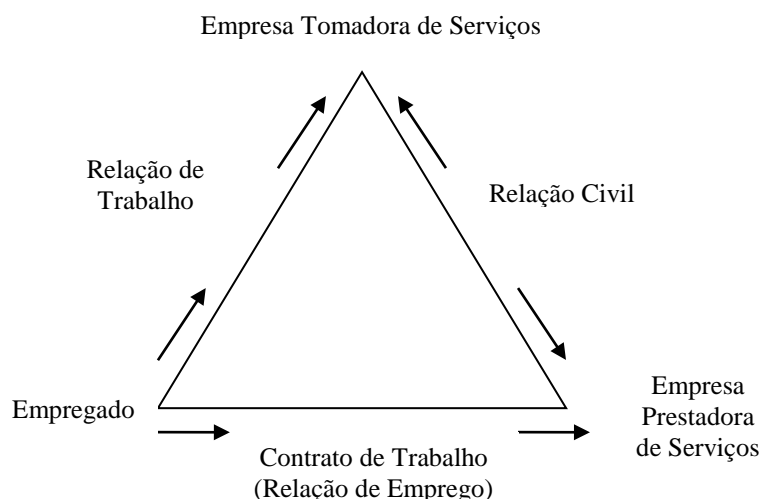 Empresa Tomadora de Serviços
Relação de
Trabalho
Relação Civil
Empregado
Empresa
Prestadora
de Serviços
Contrato de Trabalho
(Relação de Emprego)